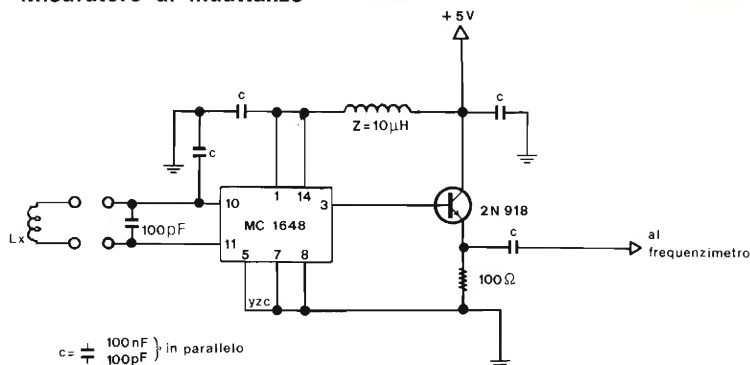 +5V
c
c
Z=10µH
c
1
14
10
3
MC 1648
2N 918
100pF
Lx
11
5
7
8
c
al
frequenzimetro
100Ω
yzc
c= 100nF
100pF } in parallelo